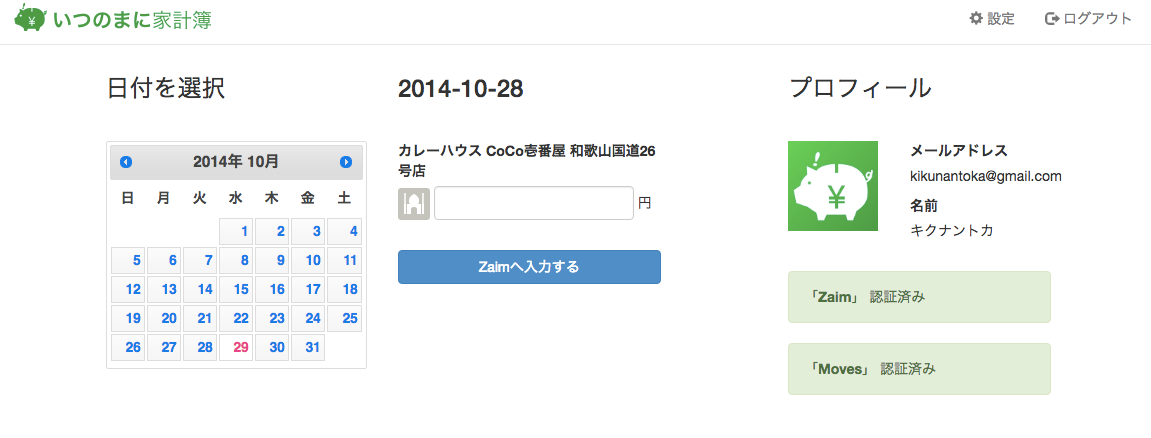 いつのまに家計簿
設定 ログアウト
日付を選択
2014年 10月
日 月 火 水 木 金 土
1 2 3 4
5 6 7 8 9 10 11
12 13 14 15 16 17 18
19 20 21 22 23 24 25
26 27 28 29 30 31
2014-10-28
カレーハウス CoCo壱番屋 和歌山国道26
号店
円
Zaimへ入力する
プロフィール
¥
メールアドレス
kikunantoka@gmail.com
名前
キクナントカ
「Zaim」 認証済み
「Moves」 認証済み